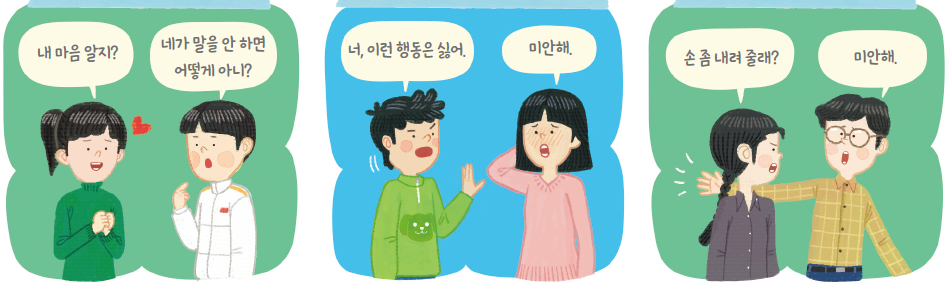 내 마음 알지?
네가 말을 안 하면
어떻게 아니?
너, 이런 행동은 싫어.
미안해.
손 좀 내려 줄래?
미안해.